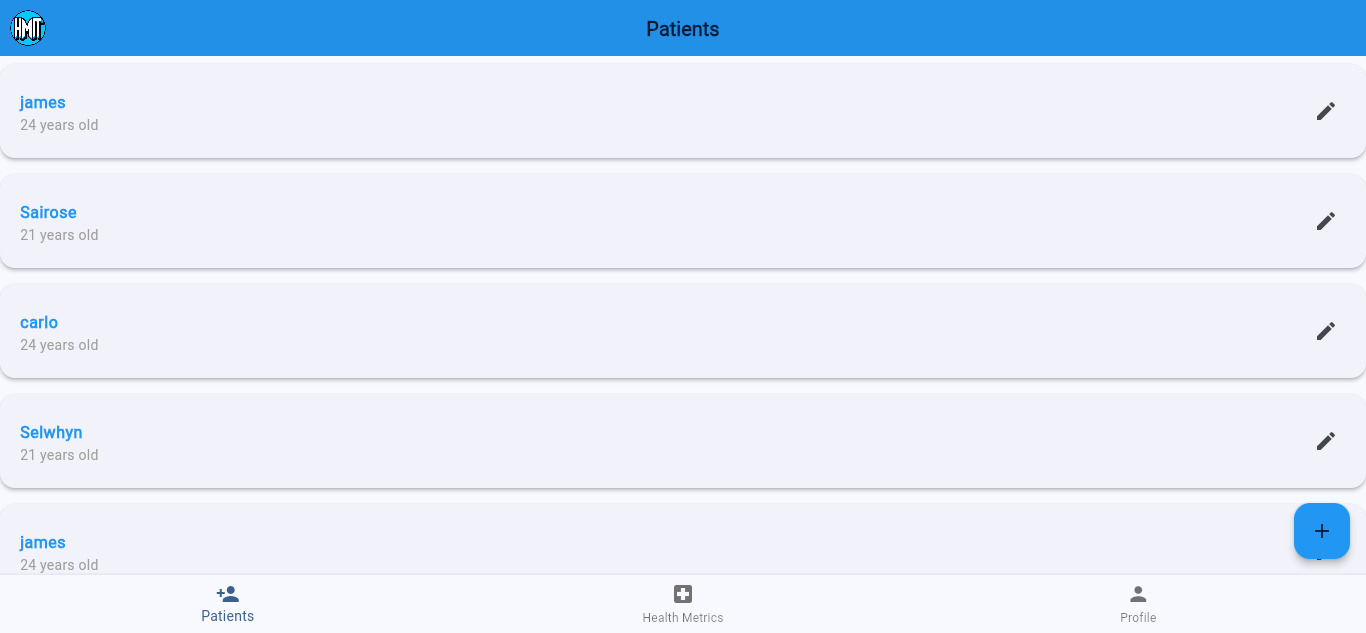 HMIT
Patients
james
24 years old
Sairose
21 years old
carlo
24 years old
Selwhyn
21 years old
james
24 years old
Patients
Health Metrics
Profile